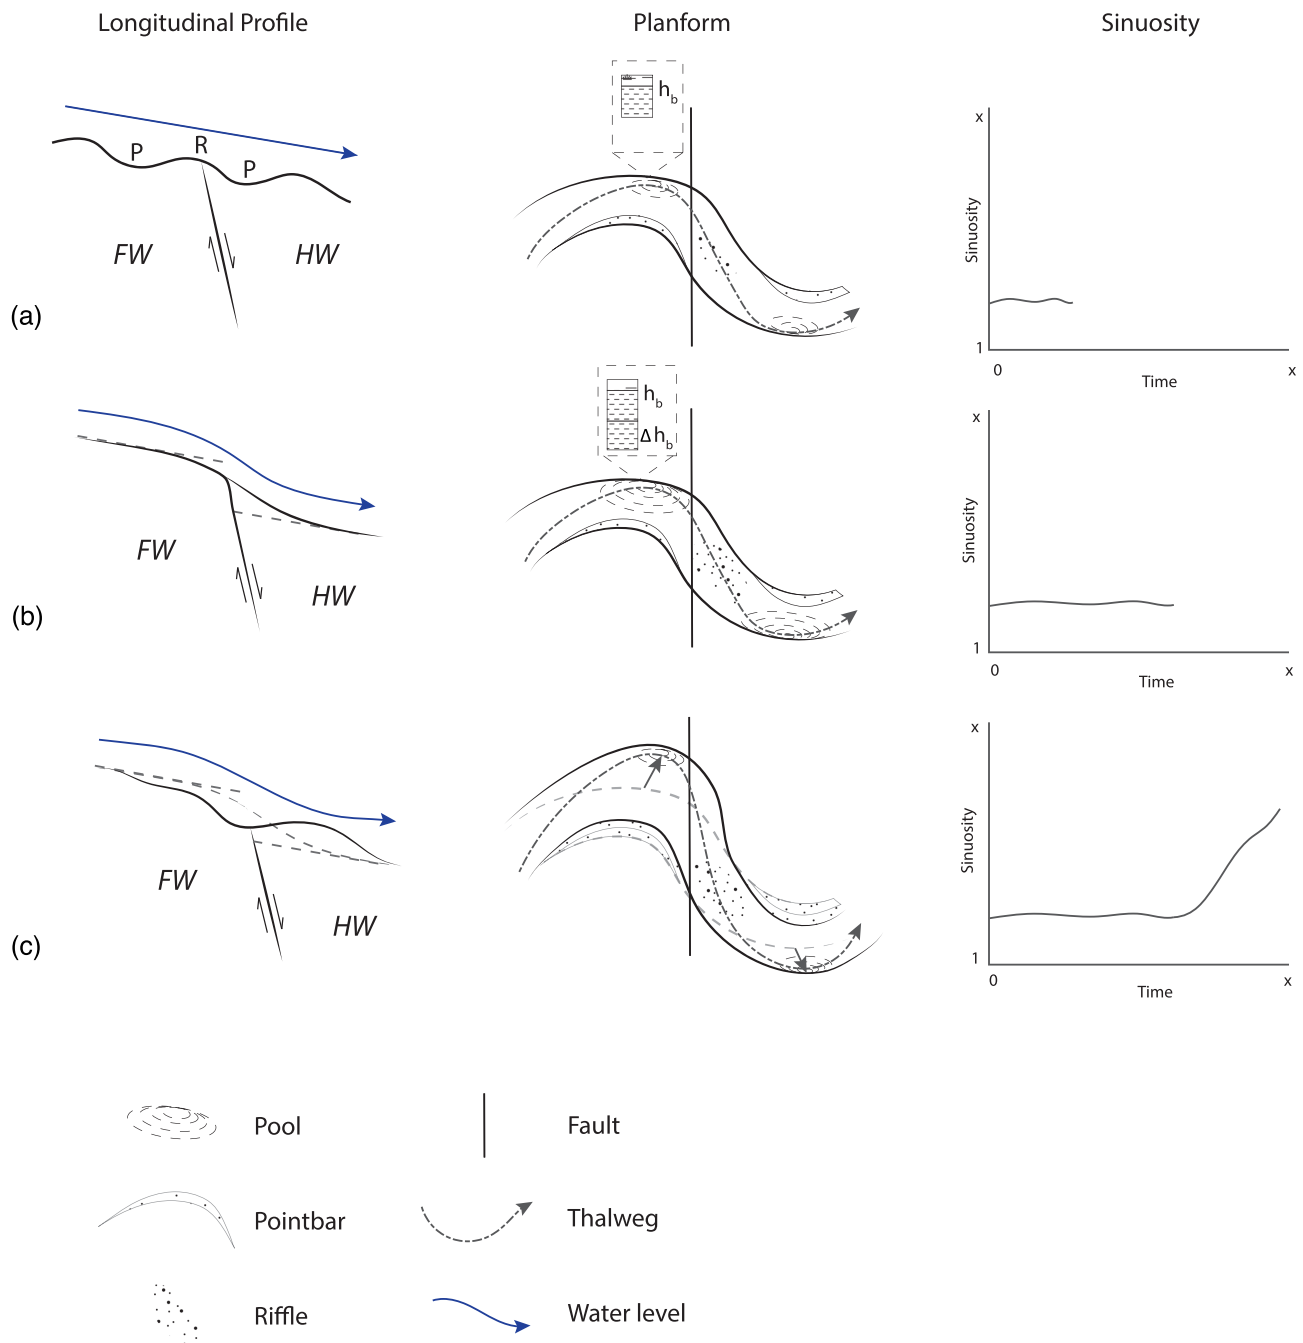 Longitudinal Profile
Planform
Sinuosity
P
R
P
FW
HW
h_b
x
Sinuosity
1
0
Time
x
(a)
FW
HW
h_b
Δh_b
x
Sinuosity
1
0
Time
x
(b)
FW
HW
x
Sinuosity
1
0
Time
x
(c)
Pool
Fault
Pointbar
Thalweg
Riffle
Water level